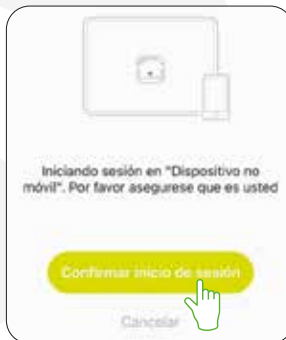 Iniciando sesión en "Dispositivo no
móvil". Por favor asegurese que es usted
Confirmar inicio de sesión
Cancelar